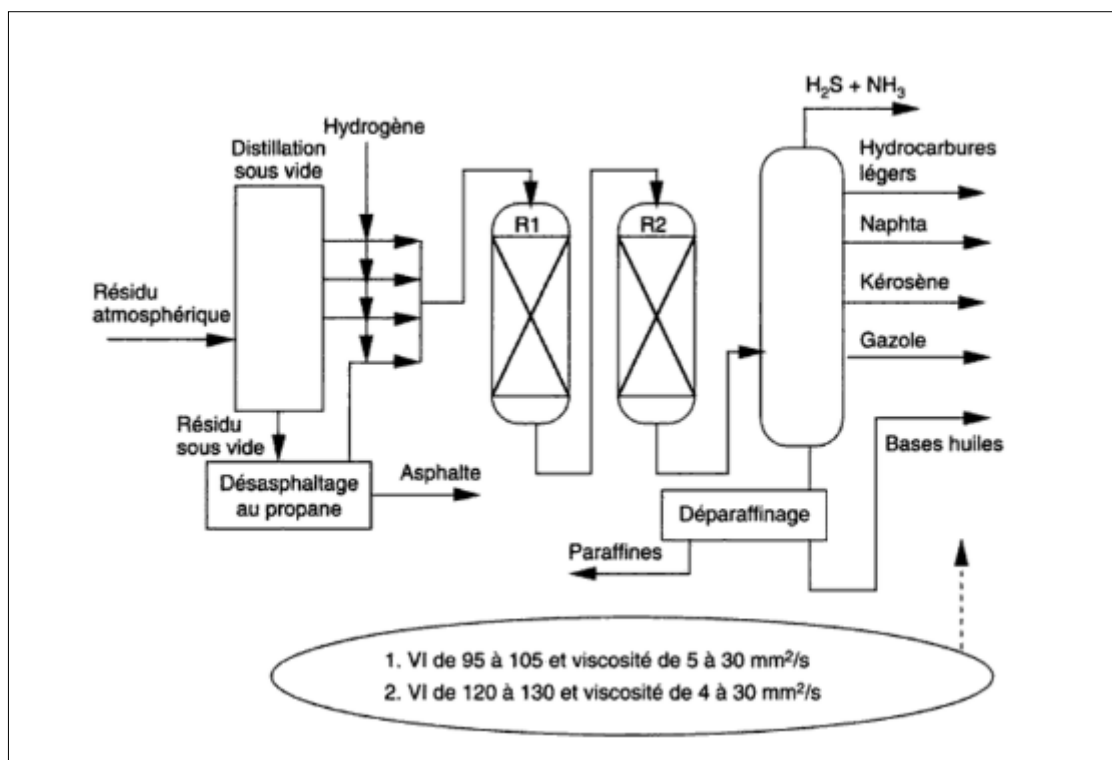 H₂S + NH₃
Hydrogène
Distillation
sous vide
Hydrocarbures
légers
R1
R2
Naphta
Résidu
atmosphérique
Kérosène
Gazole
Résidu
sous vide
Bases huiles
Désasphaltage
au propane
Asphalte
Déparaffinage
Paraffines
1. VI de 95 à 105 et viscosité de 5 à 30 mm²/s
2. VI de 120 à 130 et viscosité de 4 à 30 mm²/s